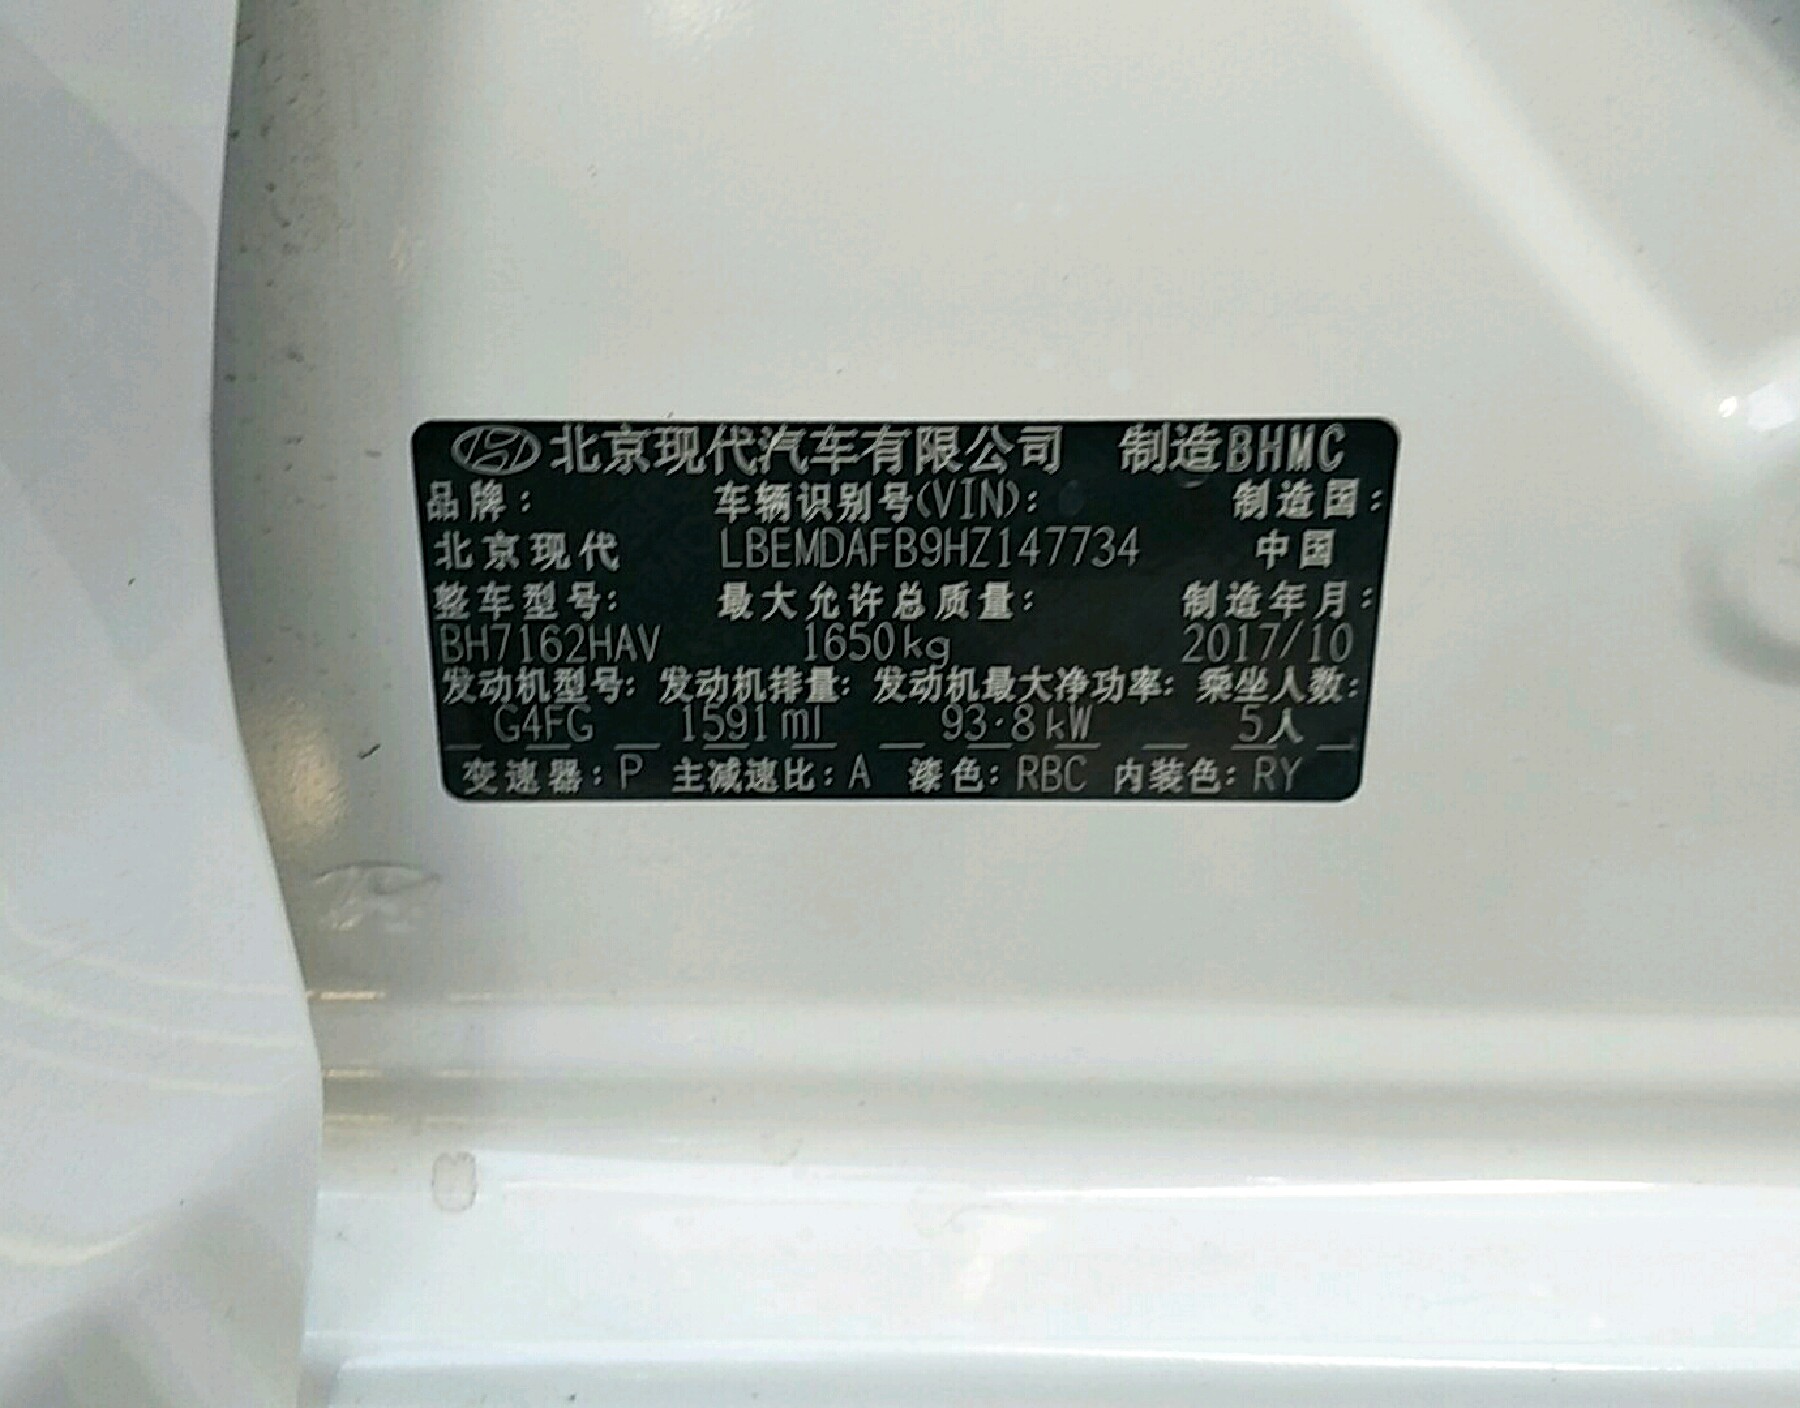 北京现代汽车有限公司 制造BHMC
品牌: 车辆识别号(VIN): 制造国:
北京现代 LBEMDAFB9HZ147734 中国
整车型号: 最大允许总质量: 制造年月:
BH7162HAV 1650kg 2017/10
发动机型号: 发动机排量: 发动机最大净功率: 乘坐人数:
G4FG 1591ml 93·8kW 5人
变速器:P 主减速比:A 漆色:RBC 内装色:RY